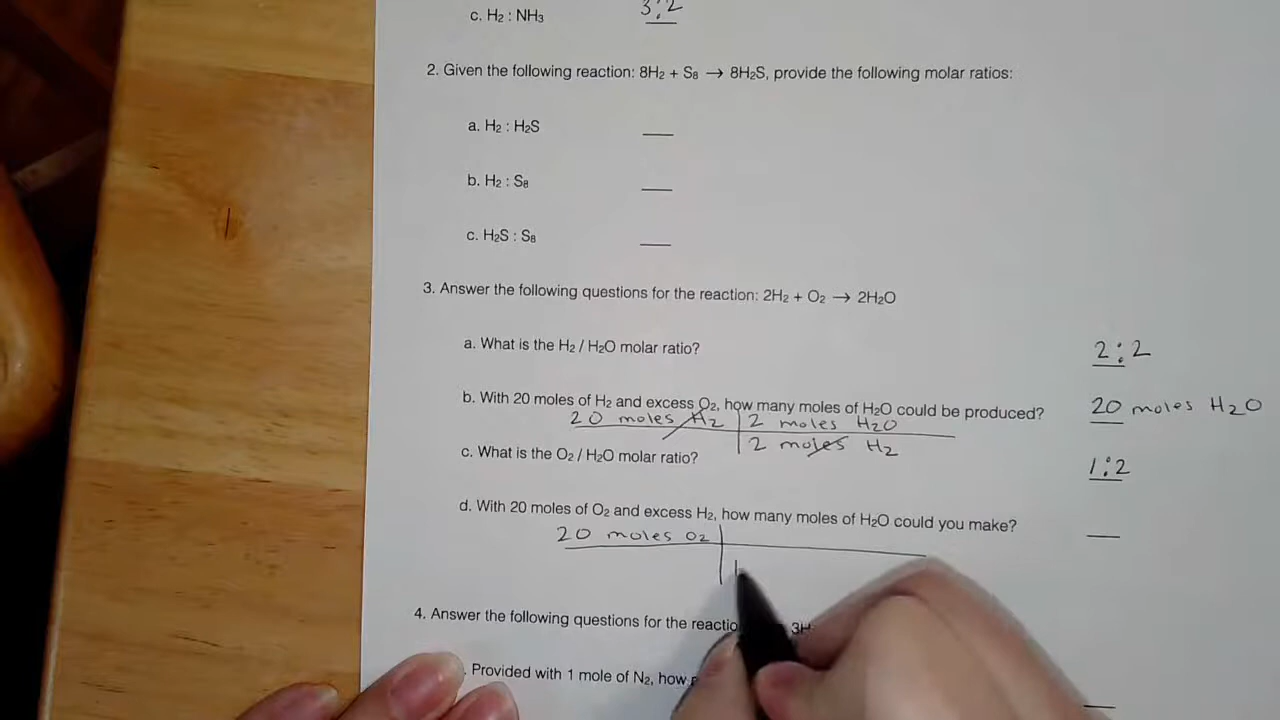 c. H₂ : NH₃ 3:2
2. Given the following reaction: 8H₂ + S₈ → 8H₂S, provide the following molar ratios:
a. H₂ : H₂S
b. H₂ : S₈
c. H₂S : S₈
3. Answer the following questions for the reaction: 2H₂ + O₂ → 2H₂O
a. What is the H₂ / H₂O molar ratio? 2:2
b. With 20 moles of H₂ and excess O₂, how many moles of H₂O could be produced? 20 moles H₂O
20 moles H₂ 2 moles H₂O
2 moles H₂
c. What is the O₂ / H₂O molar ratio? 1:2
d. With 20 moles of O₂ and excess H₂, how many moles of H₂O could you make?
20 moles O₂
4. Answer the following questions for the 3H
. Provided with 1 mole of N₂, how